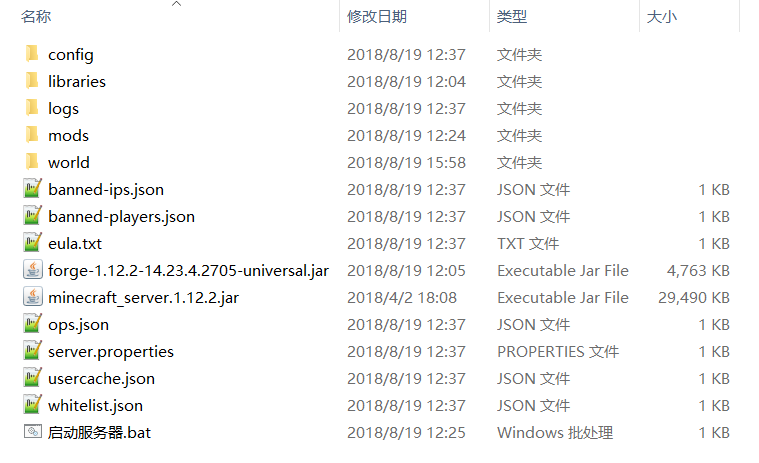 名称 修改日期 类型 大小
config 2018/8/19 12:37 文件夹
libraries 2018/8/19 12:04 文件夹
logs 2018/8/19 12:37 文件夹
mods 2018/8/19 12:24 文件夹
world 2018/8/19 15:58 文件夹
banned-ips.json 2018/8/19 12:37 JSON 文件 1 KB
banned-players.json 2018/8/19 12:37 JSON 文件 1 KB
eula.txt 2018/8/19 12:37 TXT 文件 1 KB
forge-1.12.2-14.23.4.2705-universal.jar 2018/8/19 12:05 Executable Jar File 4,763 KB
minecraft_server.1.12.2.jar 2018/4/2 18:08 Executable Jar File 29,490 KB
ops.json 2018/8/19 12:37 JSON 文件 1 KB
server.properties 2018/8/19 12:37 PROPERTIES 文件 1 KB
usercache.json 2018/8/19 12:37 JSON 文件 1 KB
whitelist.json 2018/8/19 12:37 JSON 文件 1 KB
启动服务器.bat 2018/8/19 12:25 Windows 批处理 1 KB